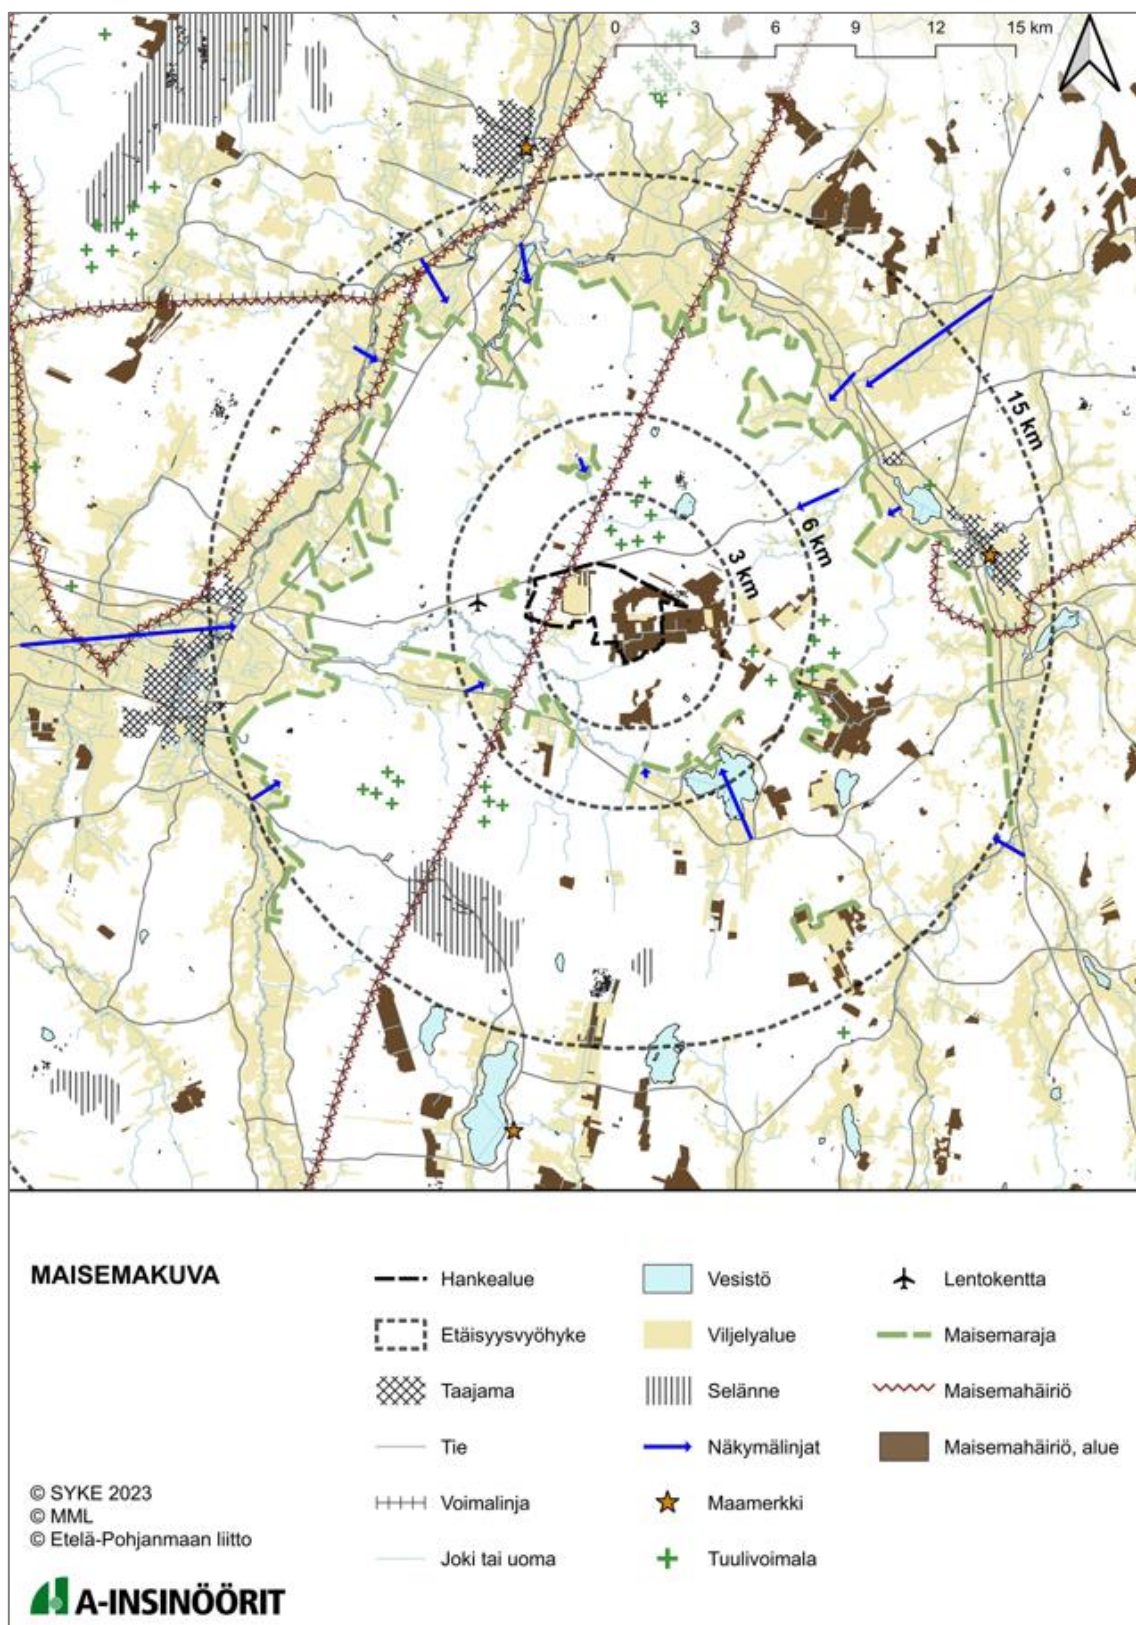 0 3 6 9 12 15 km
15 km
6 km
3 km
MAISEMAKUVA
Hankealue
Etäisyysvyöhyke
Taajama
Tie
Voimalinja
Joki tai uoma
Vesistö
Viljelyalue
Selänne
Näkymälinjat
Maamerkki
Tuulivoimala
Lentokentta
Maisemaraja
Maisemahäiriö
Maisemahäiriö, alue
© SYKE 2023
© MML
© Etelä-Pohjanmaan liitto
A-INSINÖÖRIT